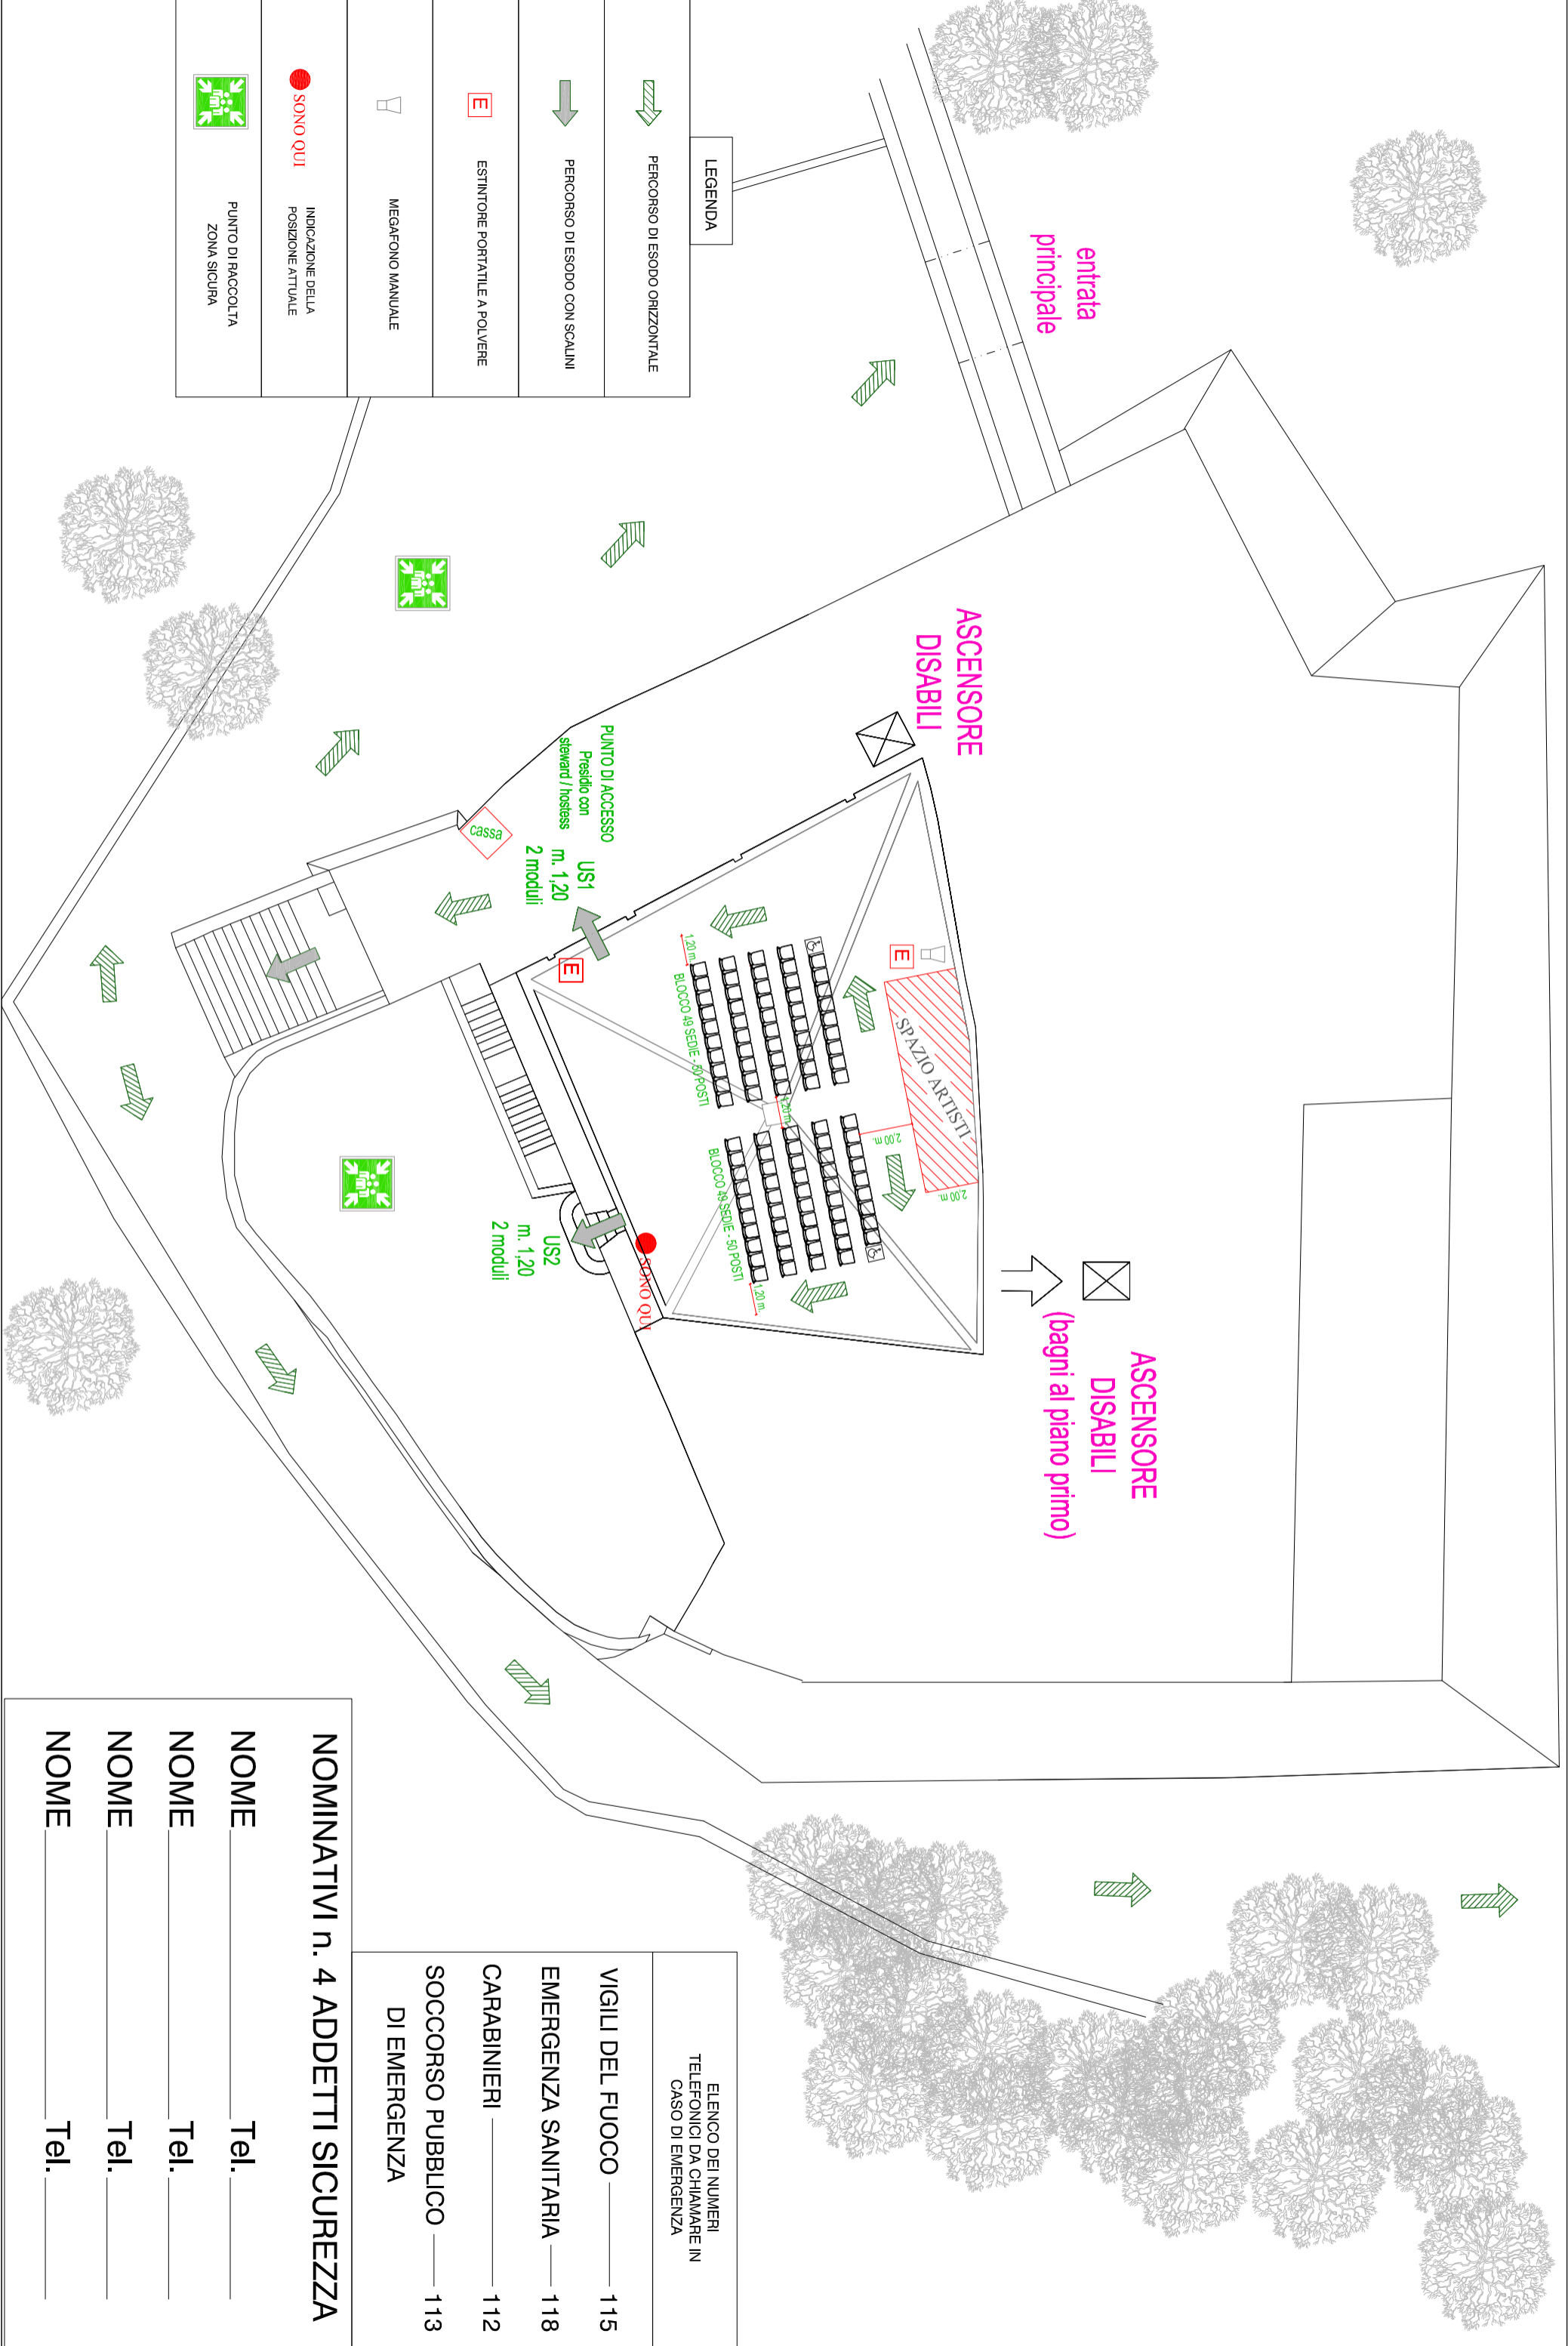 entrata
principale
LEGENDA
PERCORSO DI ESODO ORIZZONTALE
PERCORSO DI ESODO CON SCALINI
E
ESTINTORE PORTATILE A POLVERE
MEGAFONO MANUALE
SONO QUI
INDICAZIONE DELLA
POSIZIONE ATTUALE
PUNTO DI RACCOLTA
ZONA SICURA
ASCENSORE
DISABILI
PUNTO DI ACCESSO
Presidio con
steward / hostess
US1
m. 1,20
2 moduli
cassa
E
E
SPAZIO ARTISTI
2,00 m.
2,00 m.
1,20 m.
BLOCCO 49 SEDIE - 50 POSTI
1,20 m.
BLOCCO 49 SEDIE - 50 POSTI
1,20 m.
SONO QUI
US2
m. 1,20
2 moduli
ASCENSORE
DISABILI
(bagni al piano primo)
ELENCO DEI NUMERI
TELEFONICI DA CHIAMARE IN
CASO DI EMERGENZA
VIGILI DEL FUOCO 115
EMERGENZA SANITARIA 118
CARABINIERI 112
SOCCORSO PUBBLICO 113
DI EMERGENZA
NOMINATIVI n. 4 ADDETTI SICUREZZA
NOME Tel.
NOME Tel.
NOME Tel.
NOME Tel.